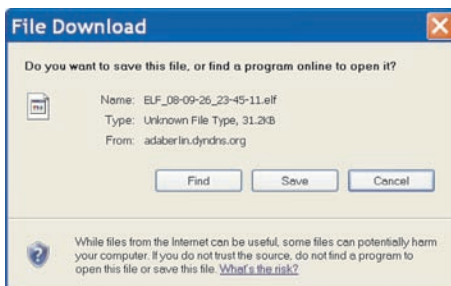 File Download
Do you want to save this file, or find a program online to open it?
Name: ELF_08-09-26_23-45-11.elf
Type: Unknown File Type, 31.2KB
From: adaberlin.dyndns.org
Find Save Cancel
While files from the Internet can be useful, some files can potentially harm
your computer. If you do not trust the source, do not find a program to
open this file or save this file. What's the risk?